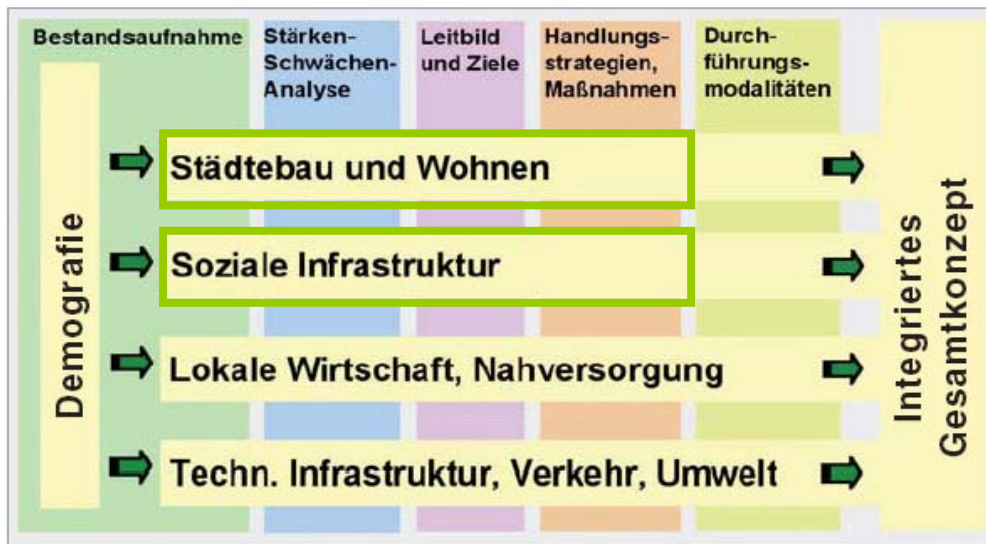 Bestandsaufnahme
Stärken-
Schwächen-
Analyse
Leitbild
und Ziele
Handlungs-
strategien,
Maßnahmen
Durch-
führungs-
modalitäten
Demografie
Städtebau und Wohnen
Soziale Infrastruktur
Lokale Wirtschaft, Nahversorgung
Techn. Infrastruktur, Verkehr, Umwelt
Integriertes
Gesamtkonzept